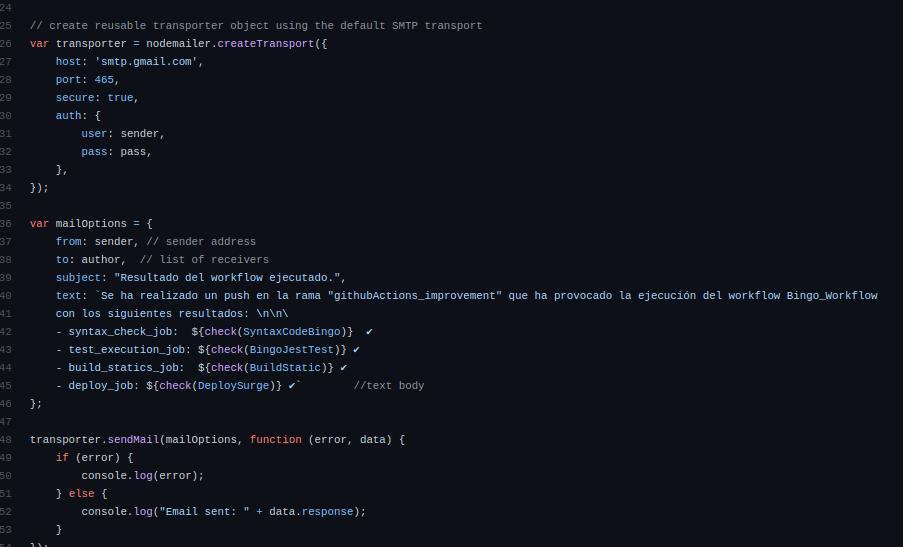 24
25 // create reusable transporter object using the default SMTP transport
26 var transporter = nodemailer.createTransport({
27     host: 'smtp.gmail.com',
28     port: 465,
29     secure: true,
30     auth: {
31         user: sender,
32         pass: pass,
33     },
34 });
35
36 var mailOptions = {
37     from: sender, // sender address
38     to: author,  // list of receivers
39     subject: "Resultado del workflow ejecutado.",
40     text: `Se ha realizado un push en la rama "githubActions_improvement" que ha provocado la ejecución del workflow Bingo_Workflow
41     con los siguientes resultados: \n\n\
42     - syntax_check_job:  ${check(SyntaxCodeBingo)}  ✔
43     - test_execution_job: ${check(BingoJestTest)} ✔
44     - build_statics_job:  ${check(BuildStatic)} ✔
45     - deploy_job: ${check(DeploySurge)} ✔`        //text body
46 };
47
48 transporter.sendMail(mailOptions, function (error, data) {
49     if (error) {
50         console.log(error);
51     } else {
52         console.log("Email sent: " + data.response);
53     }
54 });